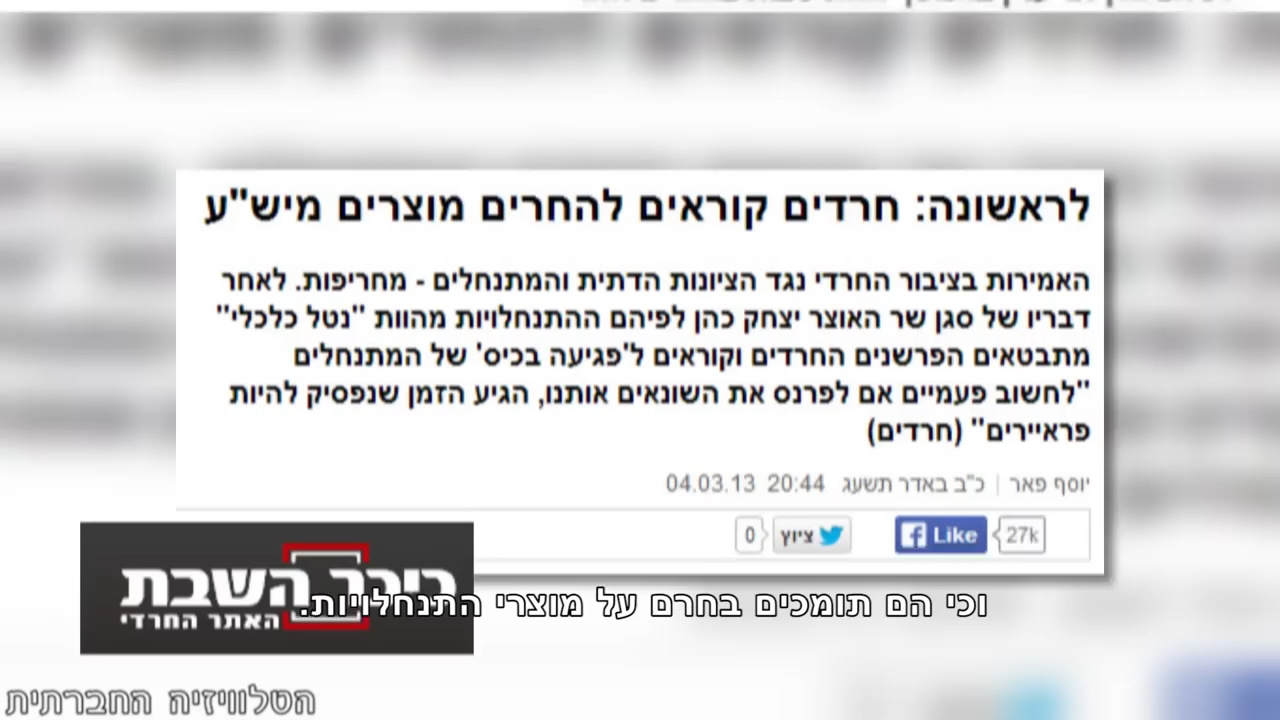 לראשונה: חרדים קוראים להחרים מוצרים מיש"ע
האמירות בציבור החרדי נגד הציונות הדתית והמתנחלים - מחריפות. לאחר
דבריו של סגן שר האוצר יצחק כהן לפיהם ההתנחלויות מהוות "נטל כלכלי"
מתבטאים הפרשנים החרדים וקוראים ל'פגיעה בכיס' של המתנחלים
"לחשוב פעמיים אם לפרנס את השונאים אותנו, הגיע הזמן שנפסיק להיות
פראיירים" (חרדים)
יוסף פאר | כ"ב באדר תשעג 20:44 04.03.13
27k Like ציוץ 0
כיכר השבת
האתר החרדי
וכי הם תומכים בחרם על מוצרי התנחלויות.
הטלוויזיה החברתית